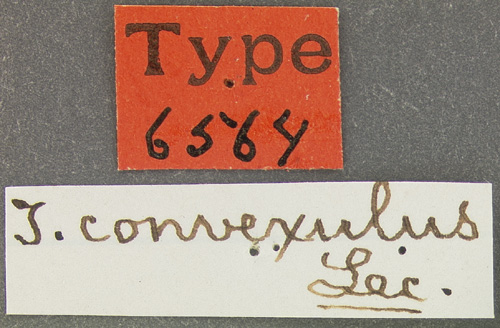 Type
6564
T. convexulus
Lec.